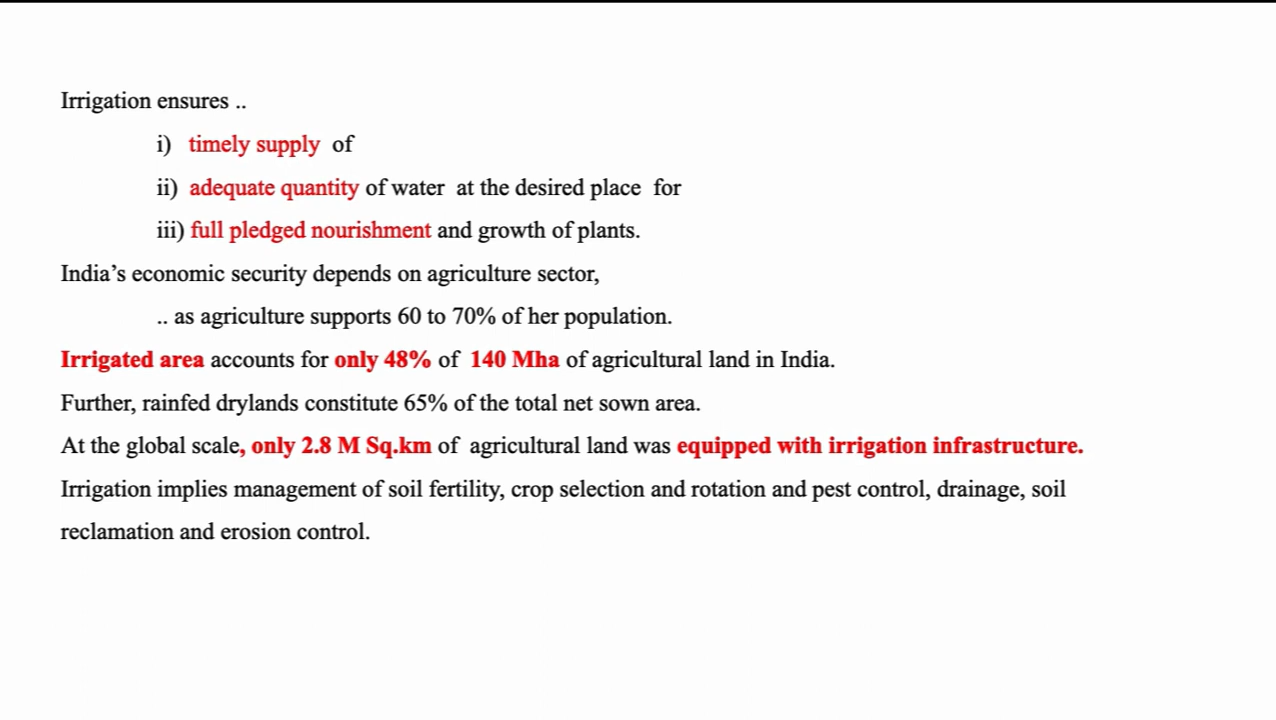 Irrigation ensures ..
i) timely supply of
ii) adequate quantity of water at the desired place for
iii) full pledged nourishment and growth of plants.
India’s economic security depends on agriculture sector,
.. as agriculture supports 60 to 70% of her population.
Irrigated area accounts for only 48% of 140 Mha of agricultural land in India.
Further, rainfed drylands constitute 65% of the total net sown area.
At the global scale, only 2.8 M Sq.km of agricultural land was equipped with irrigation infrastructure.
Irrigation implies management of soil fertility, crop selection and rotation and pest control, drainage, soil
reclamation and erosion control.